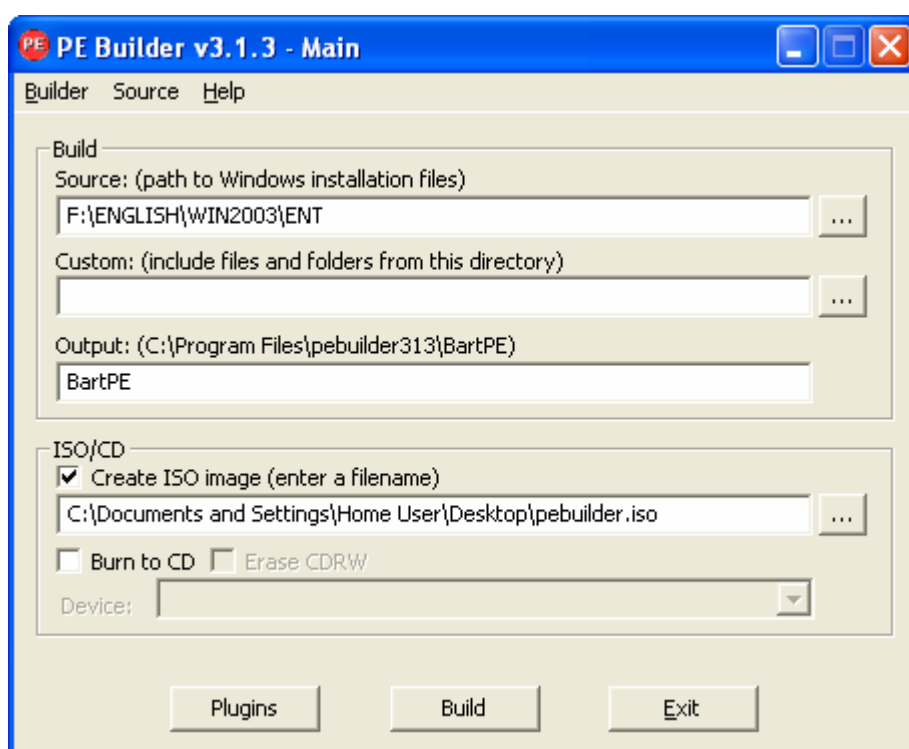 PE PE Builder v3.1.3 - Main
Builder Source Help
Build
Source: (path to Windows installation files)
F:\ENGLISH\WIN2003\ENT
...
Custom: (include files and folders from this directory)
...
Output: (C:\Program Files\pebuilder313\BartPE)
BartPE
ISO/CD
Create ISO image (enter a filename)
C:\Documents and Settings\Home User\Desktop\pebuilder.iso
...
Burn to CD Erase CDRW
Device:
Plugins Build Exit